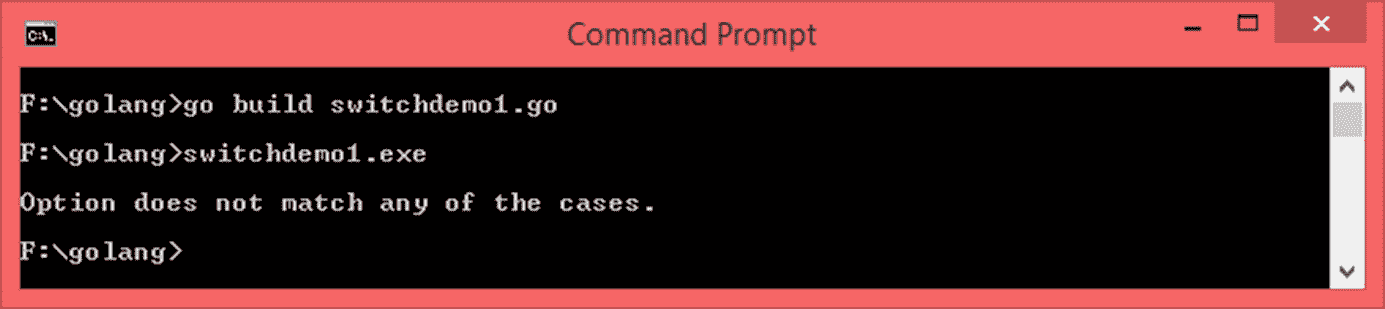 C:\.
Command Prompt
F:\golang>go build switchdemo1.go
F:\golang>switchdemo1.exe
Option does not match any of the cases.
F:\golang>